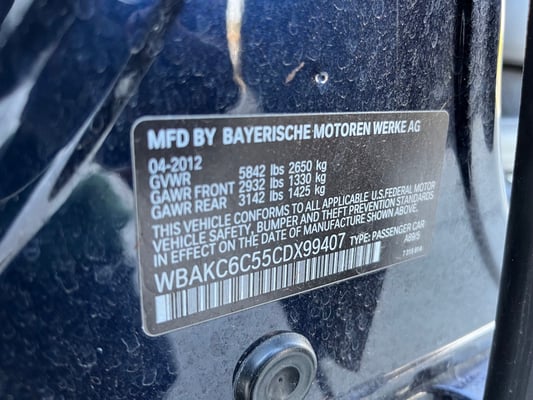 MFD BY BAYERISCHE MOTOREN WERKE AG
04-2012
GVWR 5842 lbs 2650 kg
GAWR FRONT 2932 lbs 1330 kg
GAWR REAR 3142 lbs 1425 kg
THIS VEHICLE CONFORMS TO ALL APPLICABLE U.S. FEDERAL MOTOR
VEHICLE SAFETY, BUMPER AND THEFT PREVENTION STANDARDS
IN EFFECT ON THE DATE OF MANUFACTURE SHOWN ABOVE.
WBAKC6C55CDX99407 TYPE: PASSENGER CAR